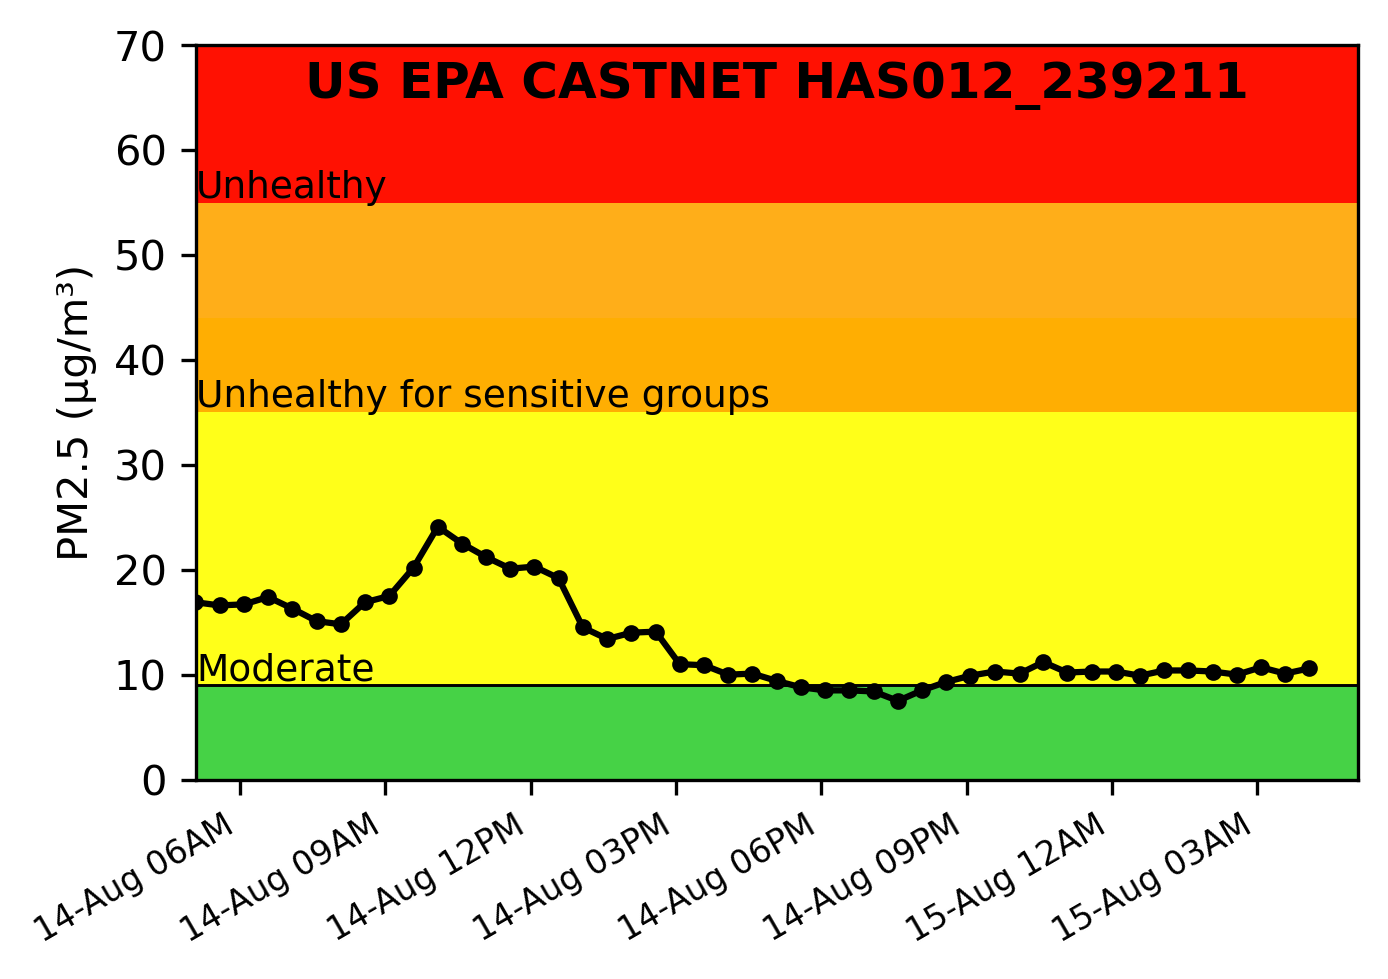 US EPA CASTNET HAS012_239211
70
60
50
40
30
20
10
0
PM2.5 (µg/m³)
Unhealthy
Unhealthy for sensitive groups
Moderate
14-Aug 06AM
14-Aug 09AM
14-Aug 12PM
14-Aug 03PM
14-Aug 06PM
14-Aug 09PM
15-Aug 12AM
15-Aug 03AM